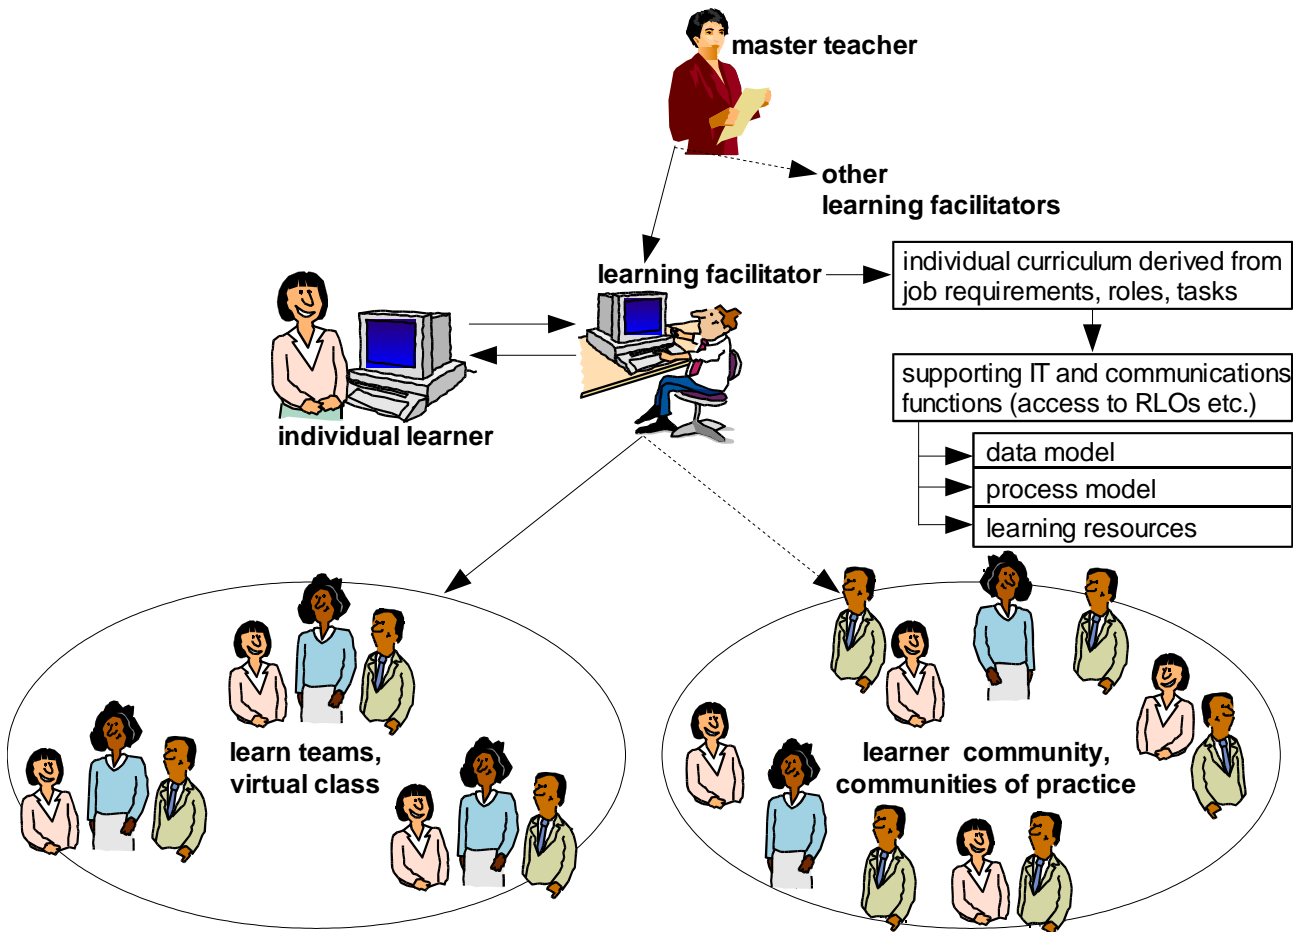 master teacher
other
learning facilitators
learning facilitator
individual curriculum derived from
job requirements, roles, tasks
supporting IT and communications
functions (access to RLOs etc.)
individual learner
data model
process model
learning resources
learn teams,
virtual class
learner community,
communities of practice